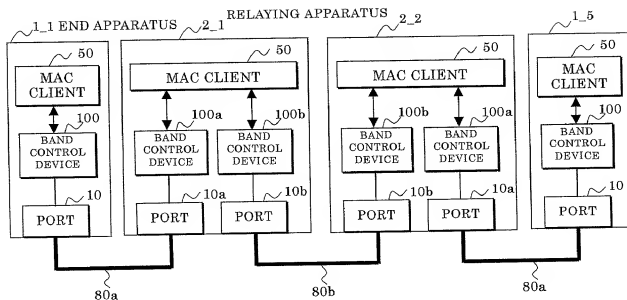 RELAYING APPARATUS
1_1 END APPARATUS
2_1
2_2
1_5
50
MAC
CLIENT
50
MAC CLIENT
50
MAC CLIENT
50
MAC
CLIENT
100
BAND
CONTROL
DEVICE
100a
BAND
CONTROL
DEVICE
100b
BAND
CONTROL
DEVICE
100b
BAND
CONTROL
DEVICE
100a
BAND
CONTROL
DEVICE
100
BAND
CONTROL
DEVICE
10
PORT
10a
PORT
10b
PORT
10b
PORT
10a
PORT
10
PORT
80a
80b
80a